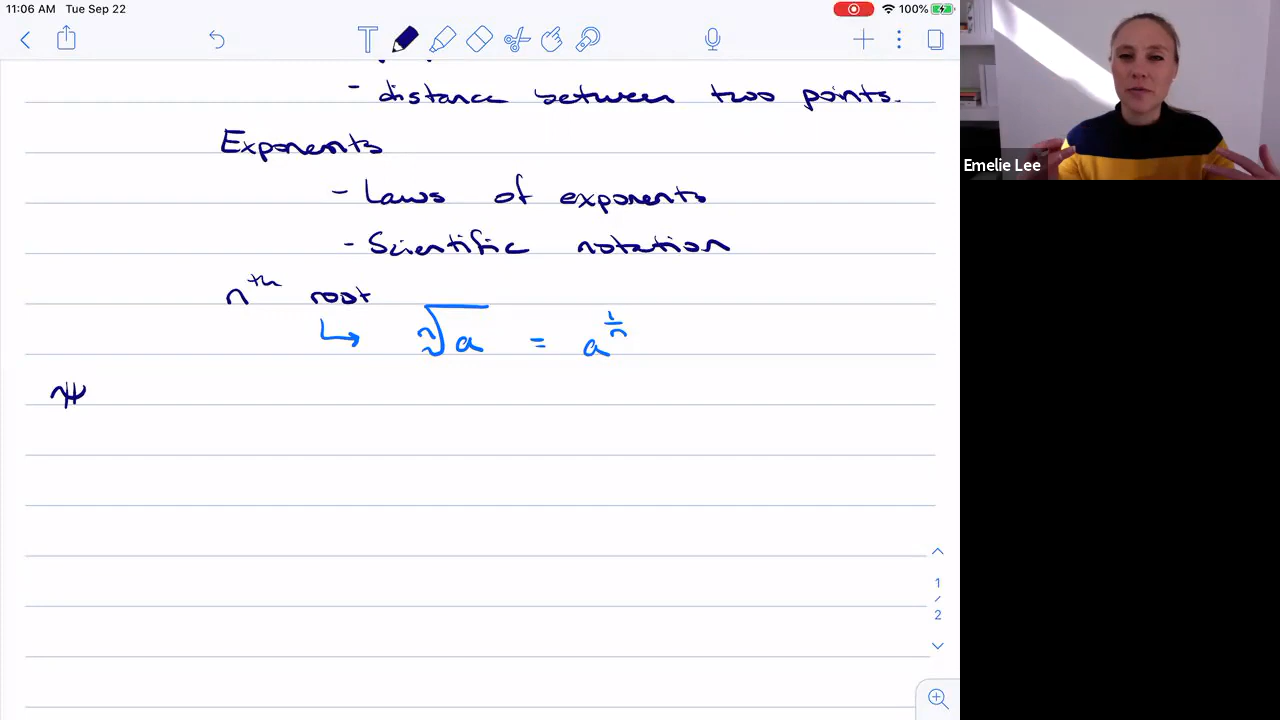 11:06 AM Tue Sep 22
100%
- distance between two points.
Exponents
- Laws of exponents
- Scientific notation
nth root
↳ ⁿ√a = a^(1/n)
1
/
2
Emelie Lee